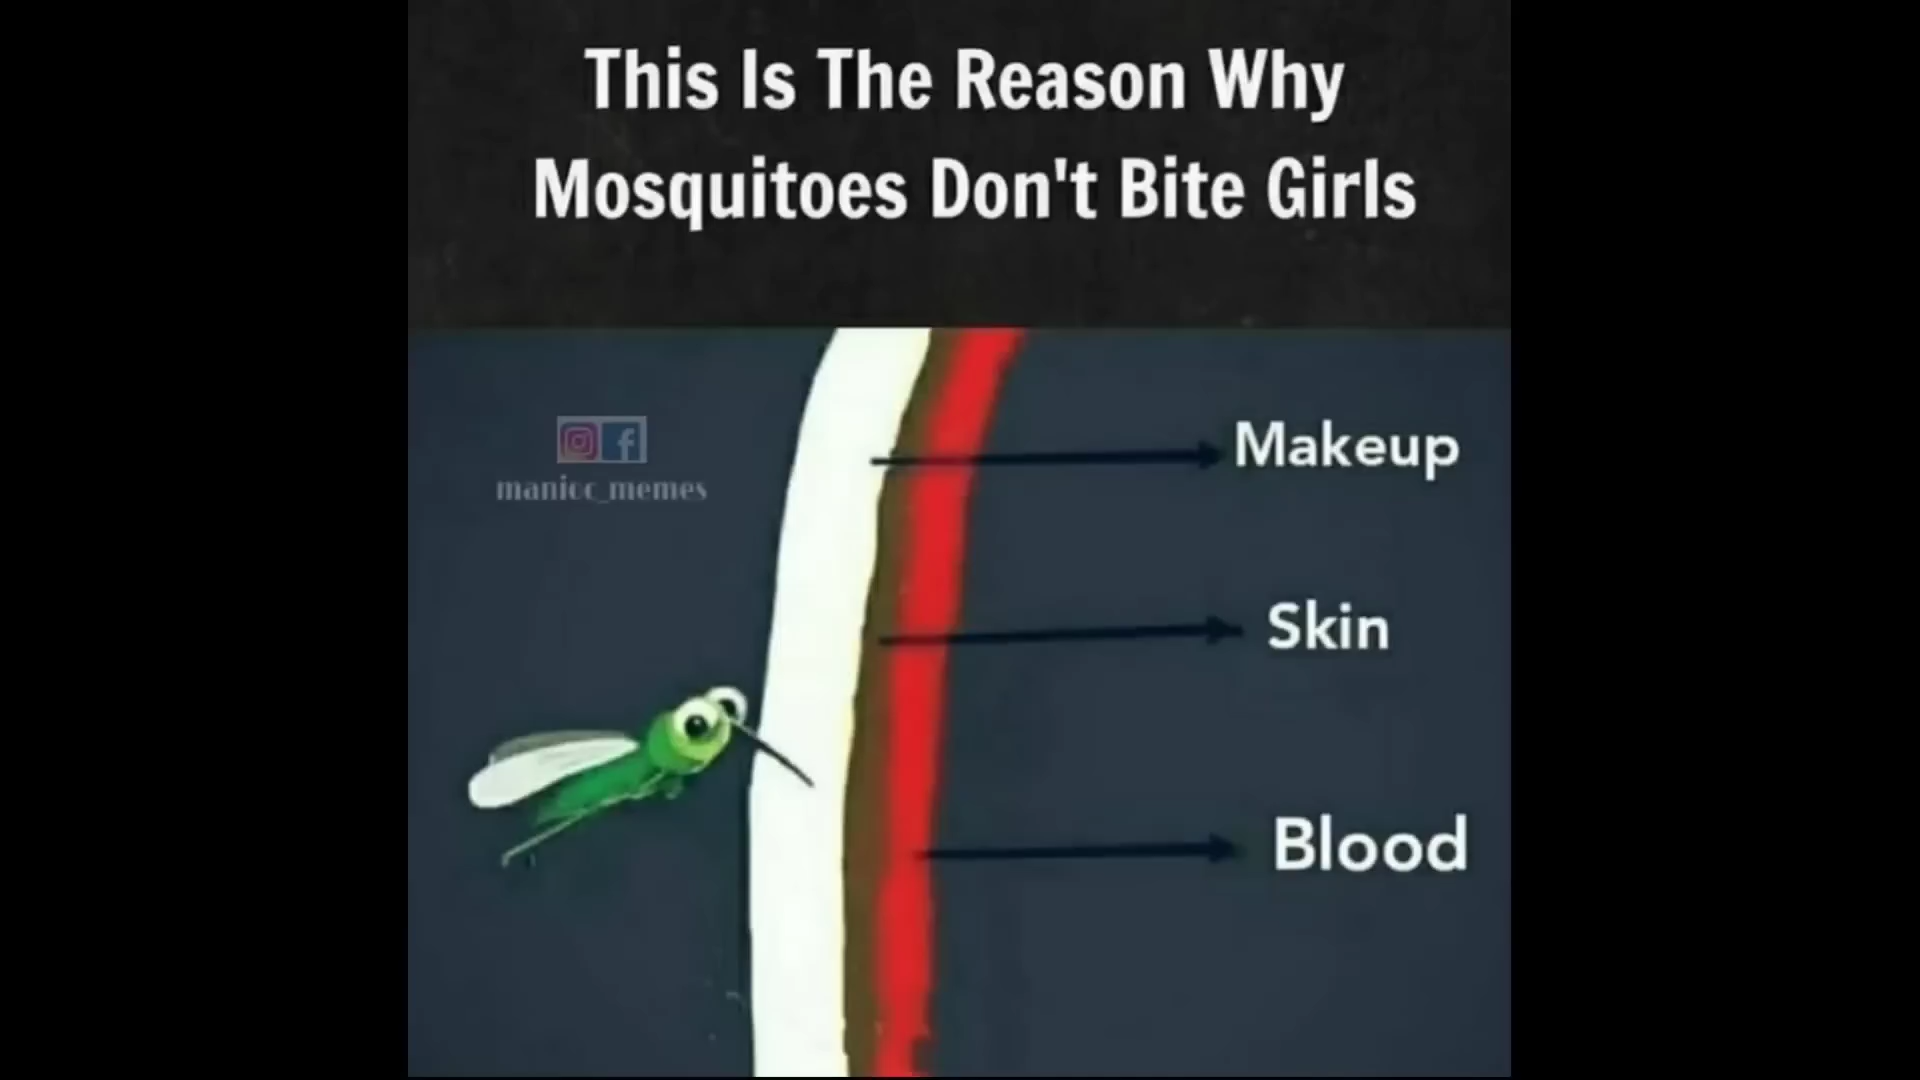 This Is The Reason Why
Mosquitoes Don't Bite Girls
manicc_memes
Makeup
Skin
Blood